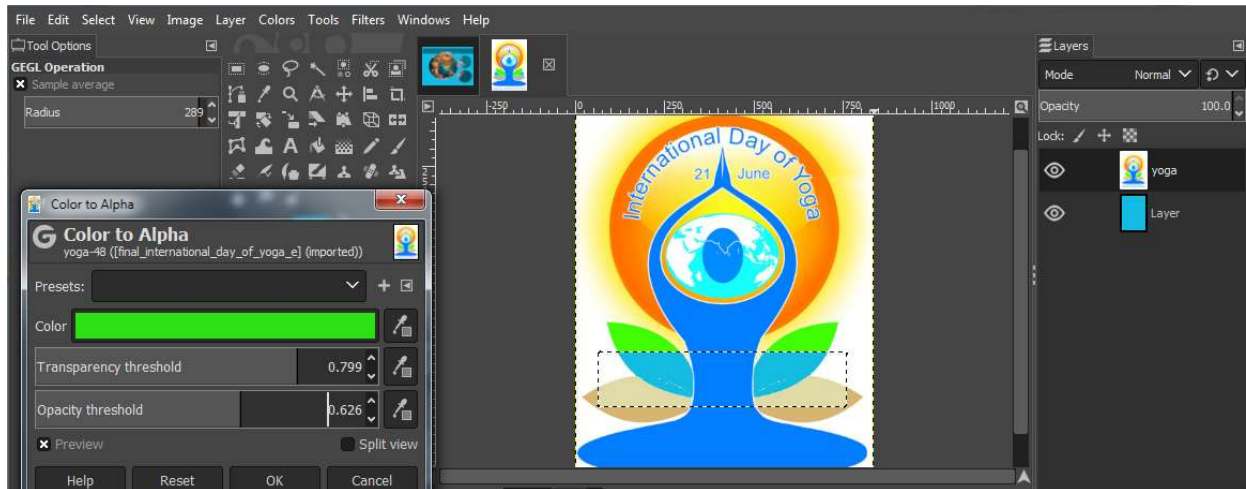 File Edit Select View Image Layer Colors Tools Filters Windows Help
Tool Options
GEGL Operation
Sample average
Radius 289
Color to Alpha
Color to Alpha
yoga-48 ([final_international_day_of_yoga_e] (imported))
Presets:
Color
Transparency threshold 0.799
Opacity threshold 0.626
Preview Split view
Help Reset OK Cancel
-250 0 250 500 750 1000
International Day of Yoga
21 June
Layers
Mode Normal
Opacity 100.0
Lock:
yoga
Layer